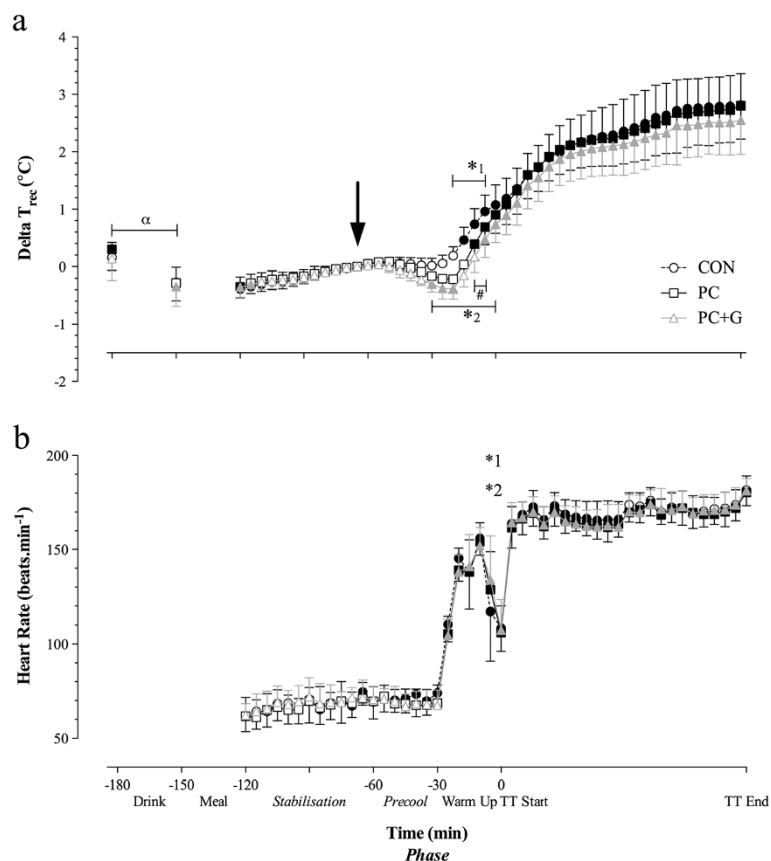 a
4
3
2
1
0
-1
-2
Delta Trec (°C)
α
*1
#
*2
CON
PC
PC+G
b
200
150
100
50
Heart Rate (beats.min-1)
*1
*2
-180 -150 -120 -60 -30 0
Drink Meal Stabilisation Precool Warm Up TT Start TT End
Time (min)
Phase